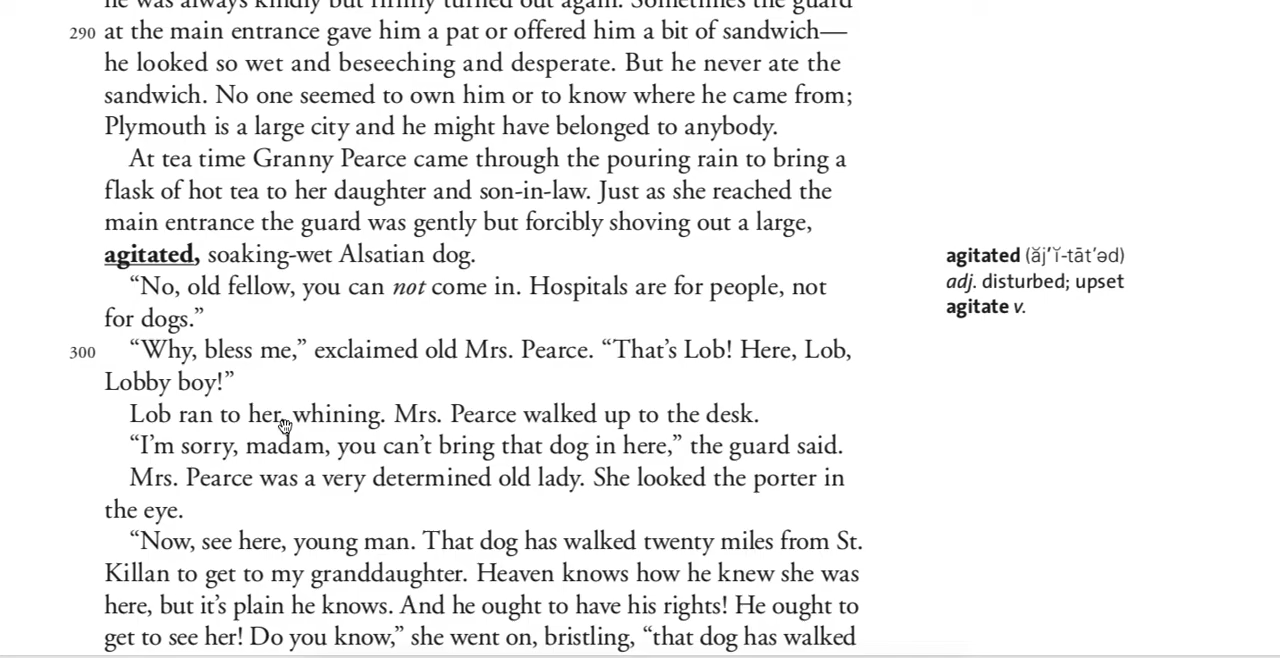 he was always kindly but firmly turned out again. Sometimes the guard
290 at the main entrance gave him a pat or offered him a bit of sandwich—
he looked so wet and beseeching and desperate. But he never ate the
sandwich. No one seemed to own him or to know where he came from;
Plymouth is a large city and he might have belonged to anybody.
At tea time Granny Pearce came through the pouring rain to bring a
flask of hot tea to her daughter and son-in-law. Just as she reached the
main entrance the guard was gently but forcibly shoving out a large,
agitated, soaking-wet Alsatian dog.
“No, old fellow, you can not come in. Hospitals are for people, not
for dogs.”
300 “Why, bless me,” exclaimed old Mrs. Pearce. “That’s Lob! Here, Lob,
Lobby boy!”
Lob ran to her, whining. Mrs. Pearce walked up to the desk.
“I’m sorry, madam, you can’t bring that dog in here,” the guard said.
Mrs. Pearce was a very determined old lady. She looked the porter in
the eye.
“Now, see here, young man. That dog has walked twenty miles from St.
Killan to get to my granddaughter. Heaven knows how he knew she was
here, but it’s plain he knows. And he ought to have his rights! He ought to
get to see her! Do you know,” she went on, bristling, “that dog has walked
agitated (ăj′ĭ-tāt′əd)
adj. disturbed; upset
agitate v.